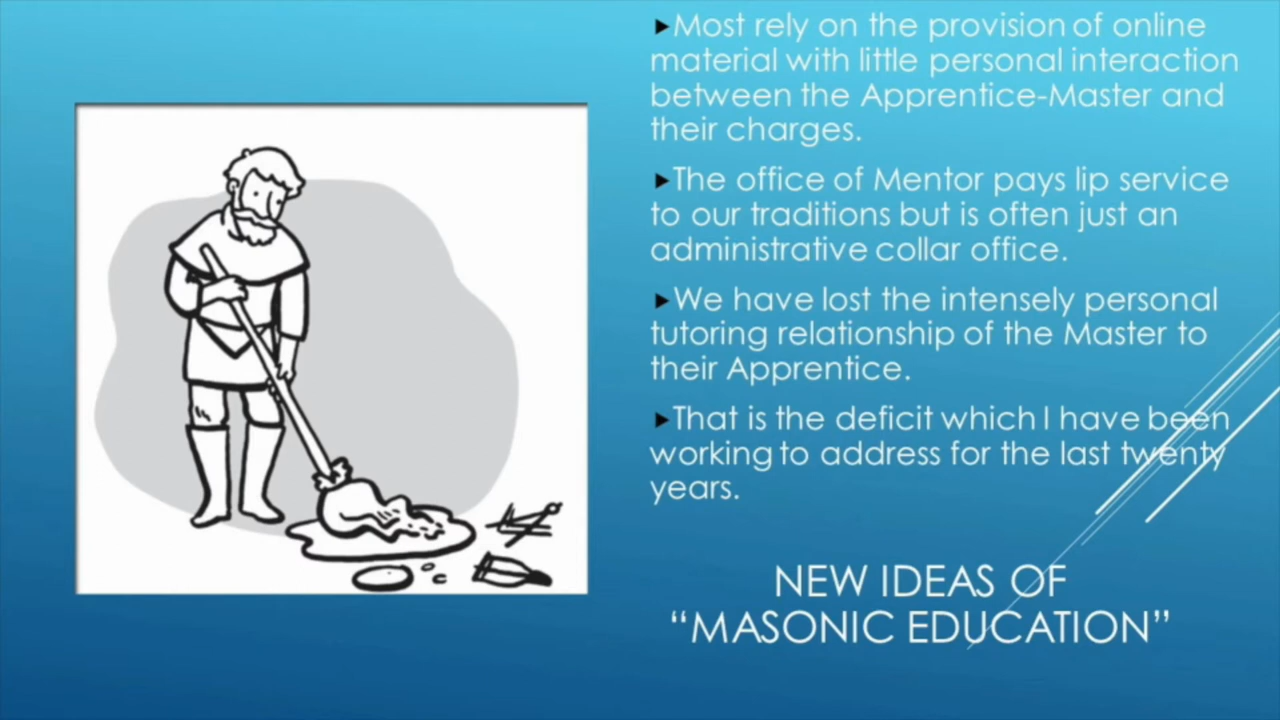 ▶Most rely on the provision of online
material with little personal interaction
between the Apprentice-Master and
their charges.
▶The office of Mentor pays lip service
to our traditions but is often just an
administrative collar office.
▶We have lost the intensely personal
tutoring relationship of the Master to
their Apprentice.
▶That is the deficit which I have been
working to address for the last twenty
years.
NEW IDEAS OF
“MASONIC EDUCATION”